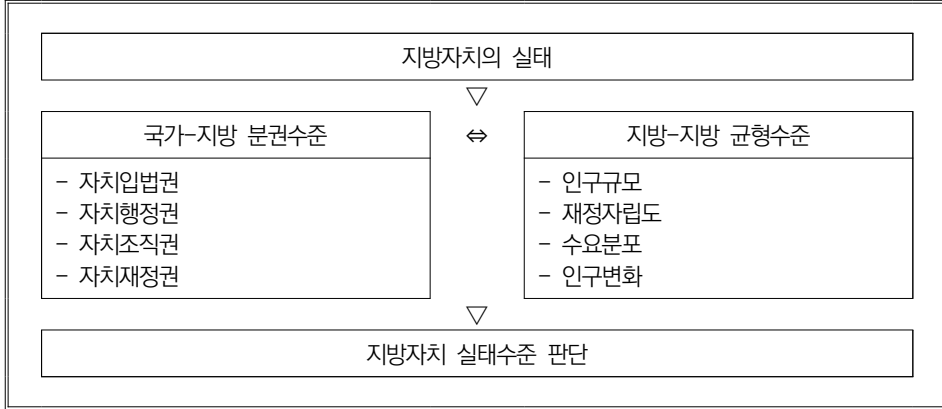 지방자치의 실태
▽
국가-지방 분권수준 ⇔ 지방-지방 균형수준
- 자치입법권
- 자치행정권
- 자치조직권
- 자치재정권
- 인구규모
- 재정자립도
- 수요분포
- 인구변화
▽
지방자치 실태수준 판단